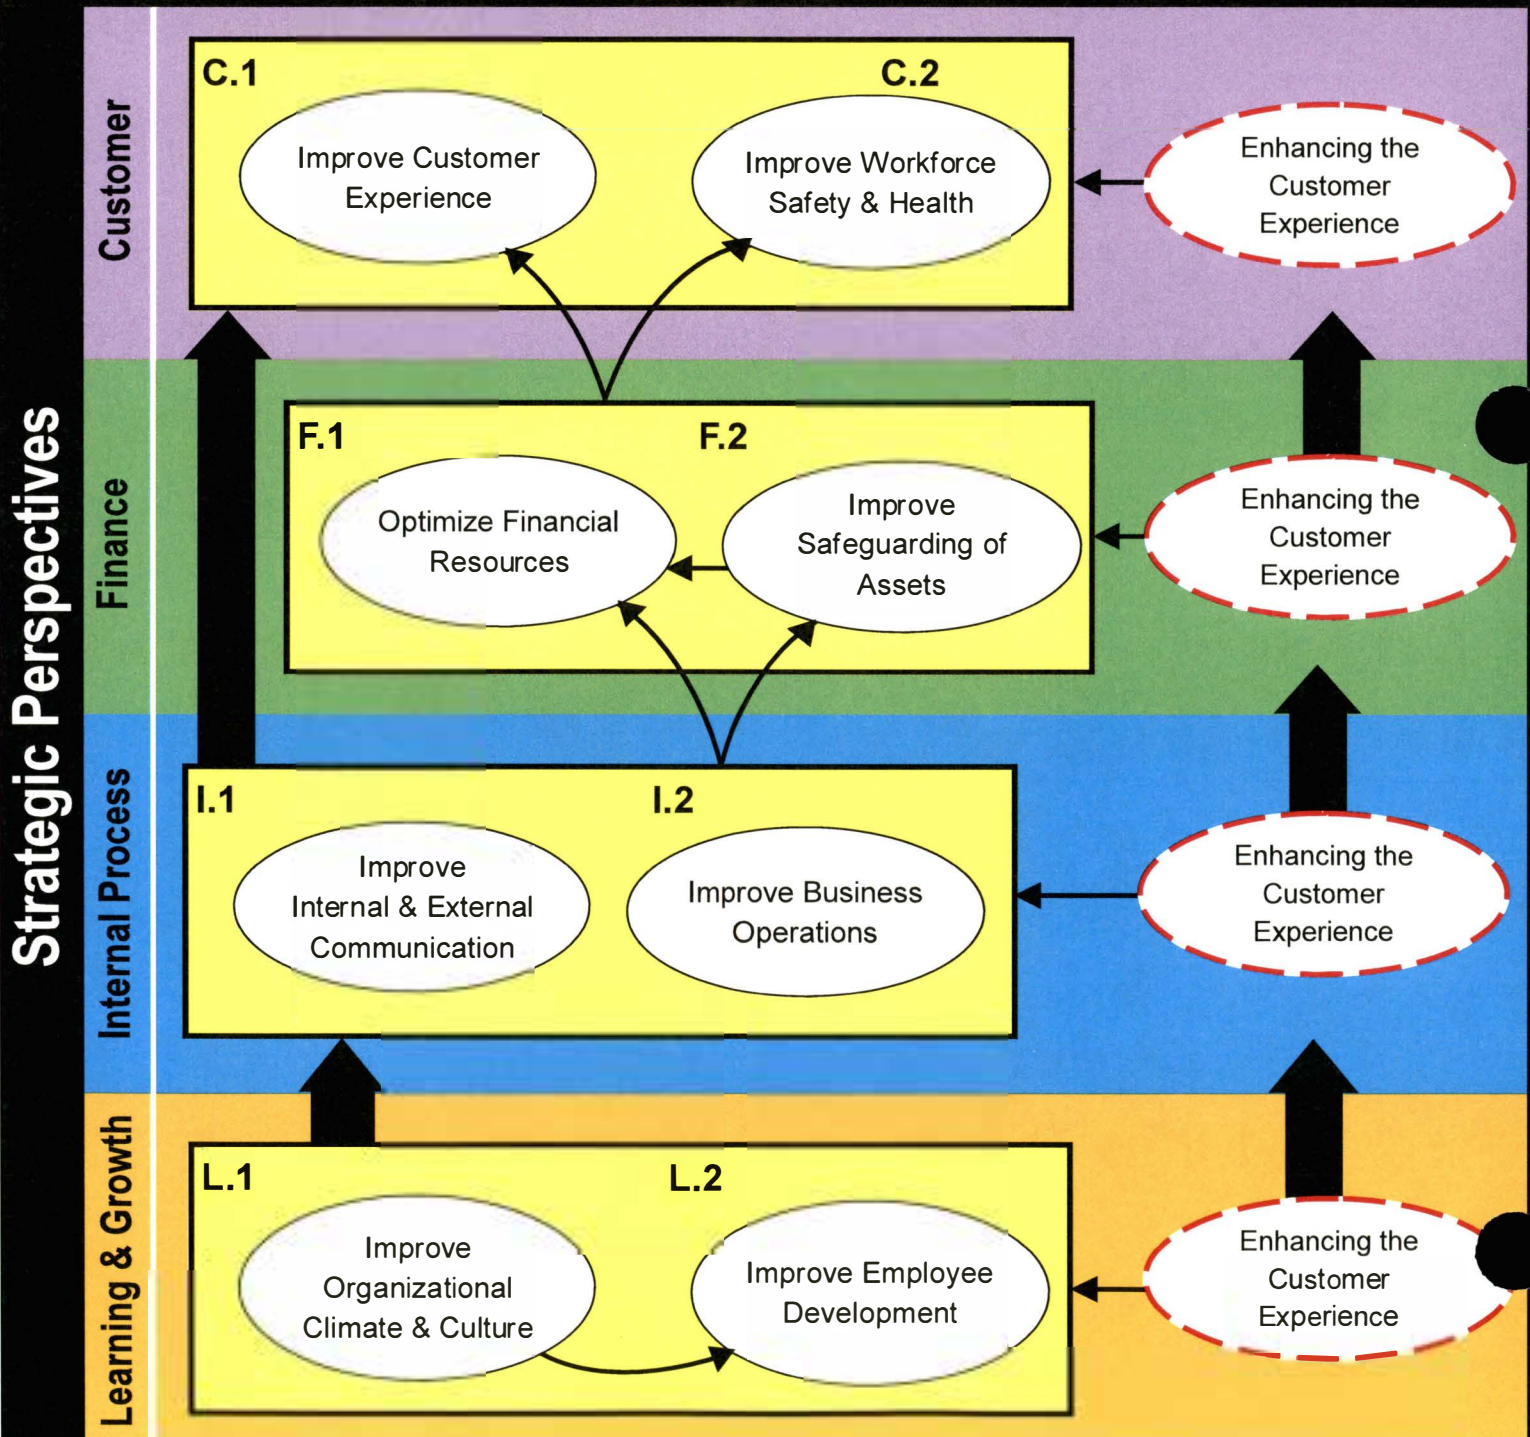 Strategic Perspectives
Customer
C.1
C.2
Improve Customer
Experience
Improve Workforce
Safety & Health
Enhancing the
Customer
Experience
Finance
F.1
F.2
Optimize Financial
Resources
Improve
Safeguarding of
Assets
Enhancing the
Customer
Experience
Internal Process
I.1
I.2
Improve
Internal & External
Communication
Improve Business
Operations
Enhancing the
Customer
Experience
Learning & Growth
L.1
L.2
Improve
Organizational
Climate & Culture
Improve Employee
Development
Enhancing the
Customer
Experience